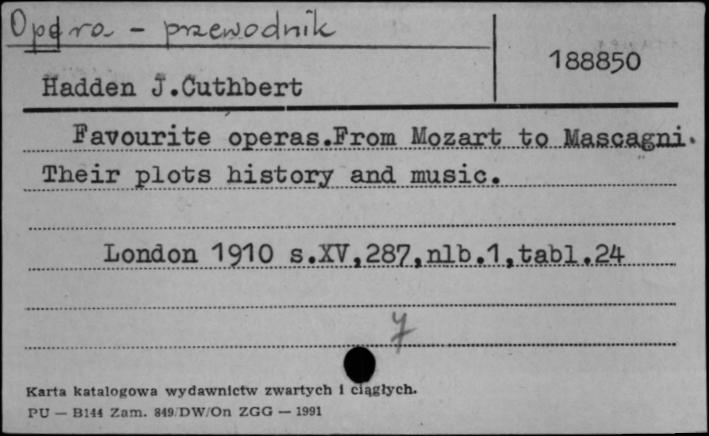 Opera - przewodnik
188850
Hadden J.Cuthbert
Favourite operas.From Mozart to Mascagni.
Their plots history and music.
London 1910 s.XV,287,nlb.1,tabl.24
7
Karta katalogowa wydawnictw zwartych i ciągłych.
PU — B144 Zam. 849/DW/On ZGG — 1991